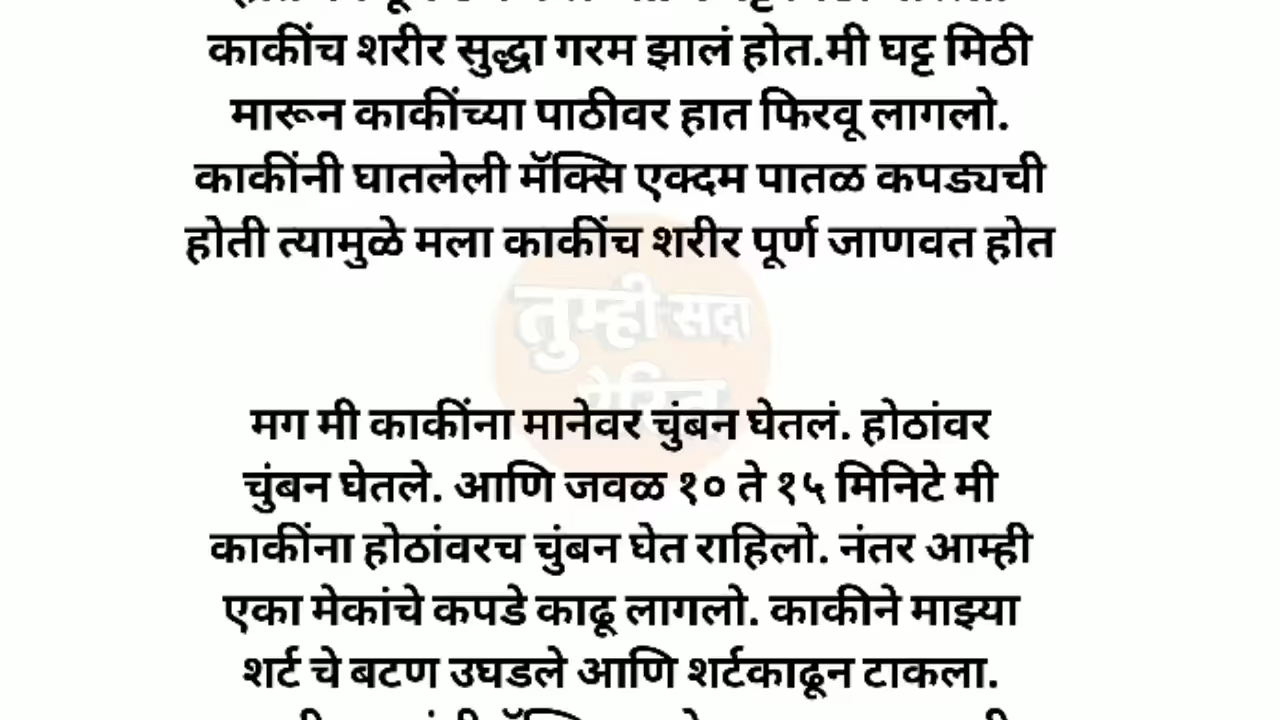 काकींच शरीर सुद्धा गरम झालं होत.मी घट्ट मिठी
मारून काकींच्या पाठीवर हात फिरवू लागलो.
काकींनी घातलेली मॅक्सि एक्दम पातळ कपड्यची
होती त्यामुळे मला काकींच शरीर पूर्ण जाणवत होत
तुम्ही सदा
मग मी काकींना मानेवर चुंबन घेतलं. होठांवर
चुंबन घेतले. आणि जवळ १० ते १५ मिनिटे मी
काकींना होठांवरच चुंबन घेत राहिलो. नंतर आम्ही
एका मेकांचे कपडे काढू लागलो. काकीने माझ्या
शर्ट चे बटण उघडले आणि शर्टकाढून टाकला.